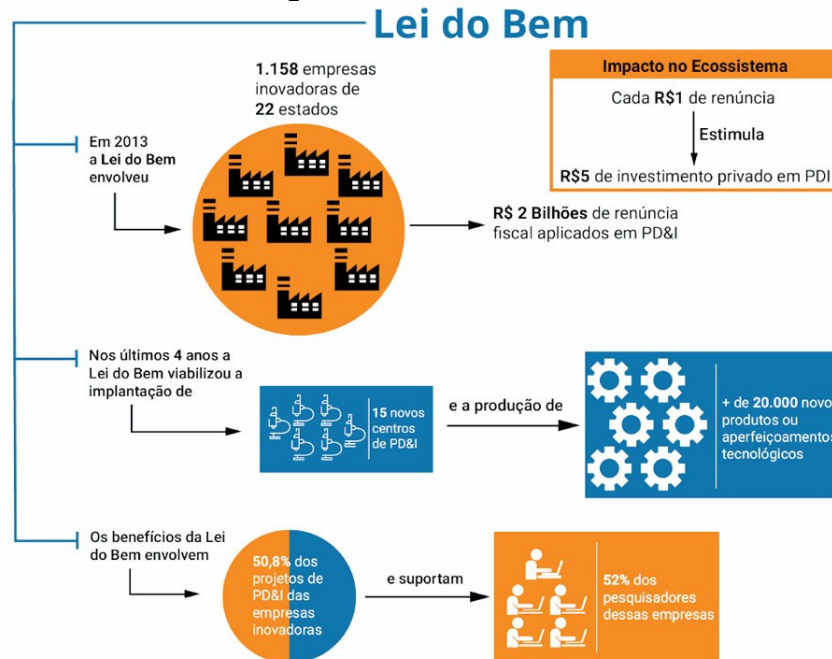 Lei do Bem
1.158 empresas
inovadoras de
22 estados
Em 2013
a Lei do Bem
envolveu
R$ 2 Bilhões de renúncia
fiscal aplicados em PD&I
Impacto no Ecossistema
Cada R$1 de renúncia
Estimula
R$5 de investimento privado em PDI
Nos últimos 4 anos a
Lei do Bem viabilizou a
implantação de
15 novos
centros
de PD&I
e a produção de
+ de 20.000 novo
produtos ou
aperfeiçoamentos
tecnológicos
Os benefícios da Lei
do Bem envolvem
50,8% dos
projetos de
PD&I das
empresas
inovadoras
e suportam
52% dos
pesquisadores
dessas empresas